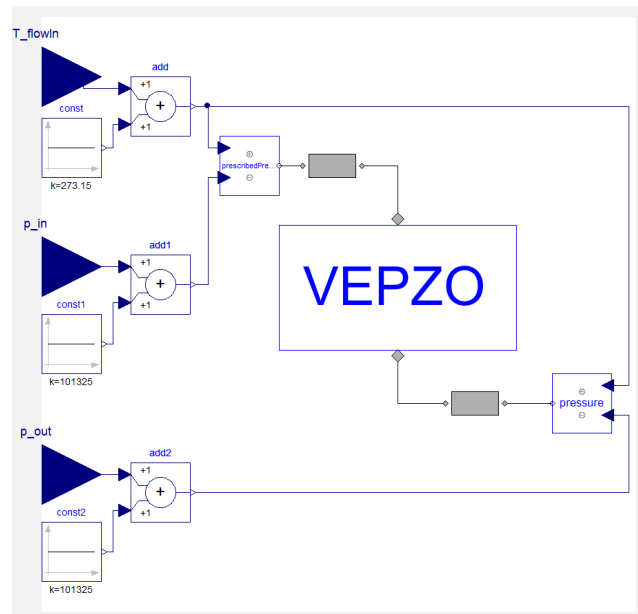 T_flowIn
add
+1
+
+1
const
k=273.15
prescribedPre...
p_in
add1
+1
+
+1
const1
k=101325
VEPZO
pressure
p_out
add2
+1
+
+1
const2
k=101325